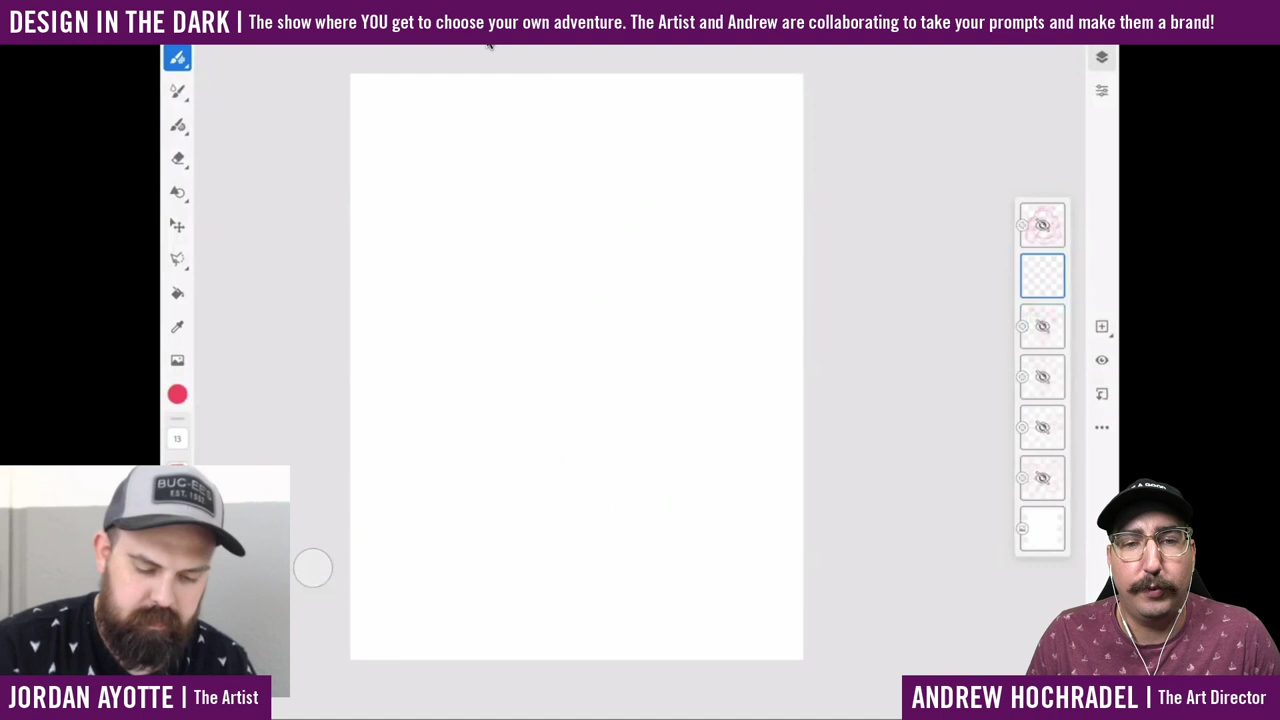 DESIGN IN THE DARK | The show where YOU get to choose your own adventure. The Artist and Andrew are collaborating to take your prompts and make them a brand!
13
BUC-EE'S
EST. 1982
A GOOD
JORDAN AYOTTE | The Artist
ANDREW HOCHRADEL | The Art Director